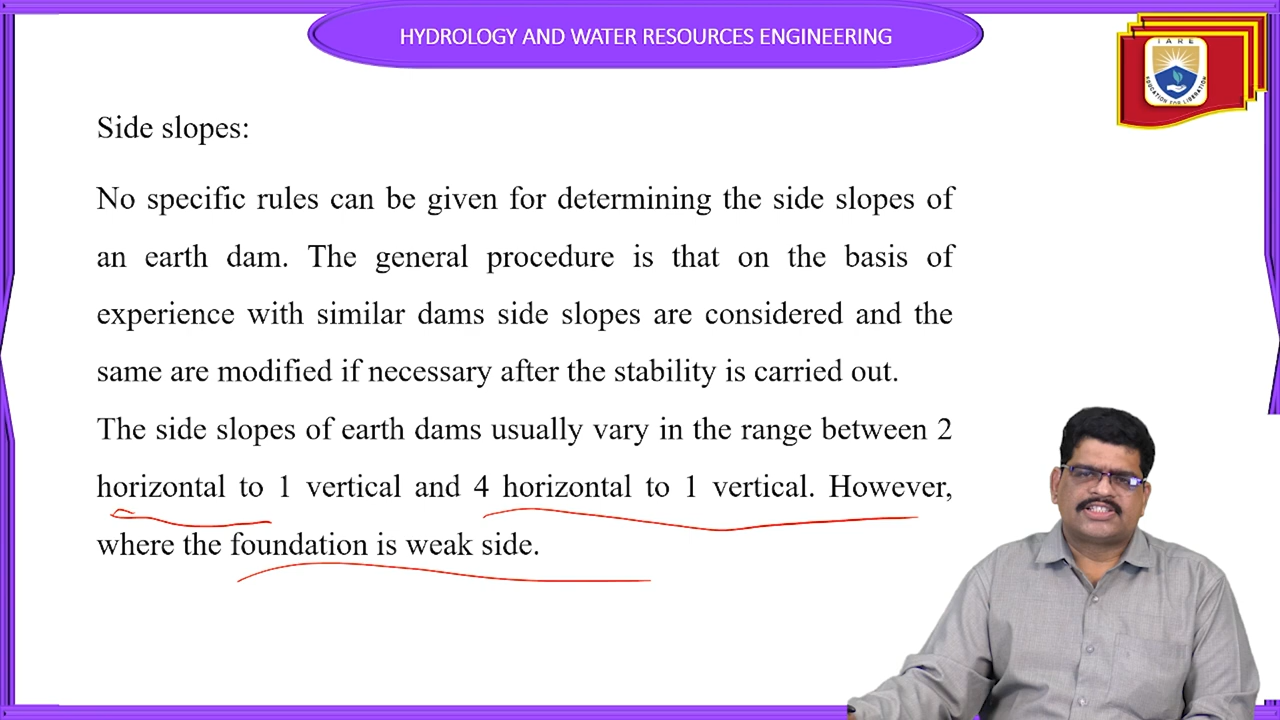 HYDROLOGY AND WATER RESOURCES ENGINEERING
IARE
EDUCATION FOR LIBERATION
Side slopes:
No specific rules can be given for determining the side slopes of
an earth dam. The general procedure is that on the basis of
experience with similar dams side slopes are considered and the
same are modified if necessary after the stability is carried out.
The side slopes of earth dams usually vary in the range between 2
horizontal to 1 vertical and 4 horizontal to 1 vertical. However,
where the foundation is weak side.